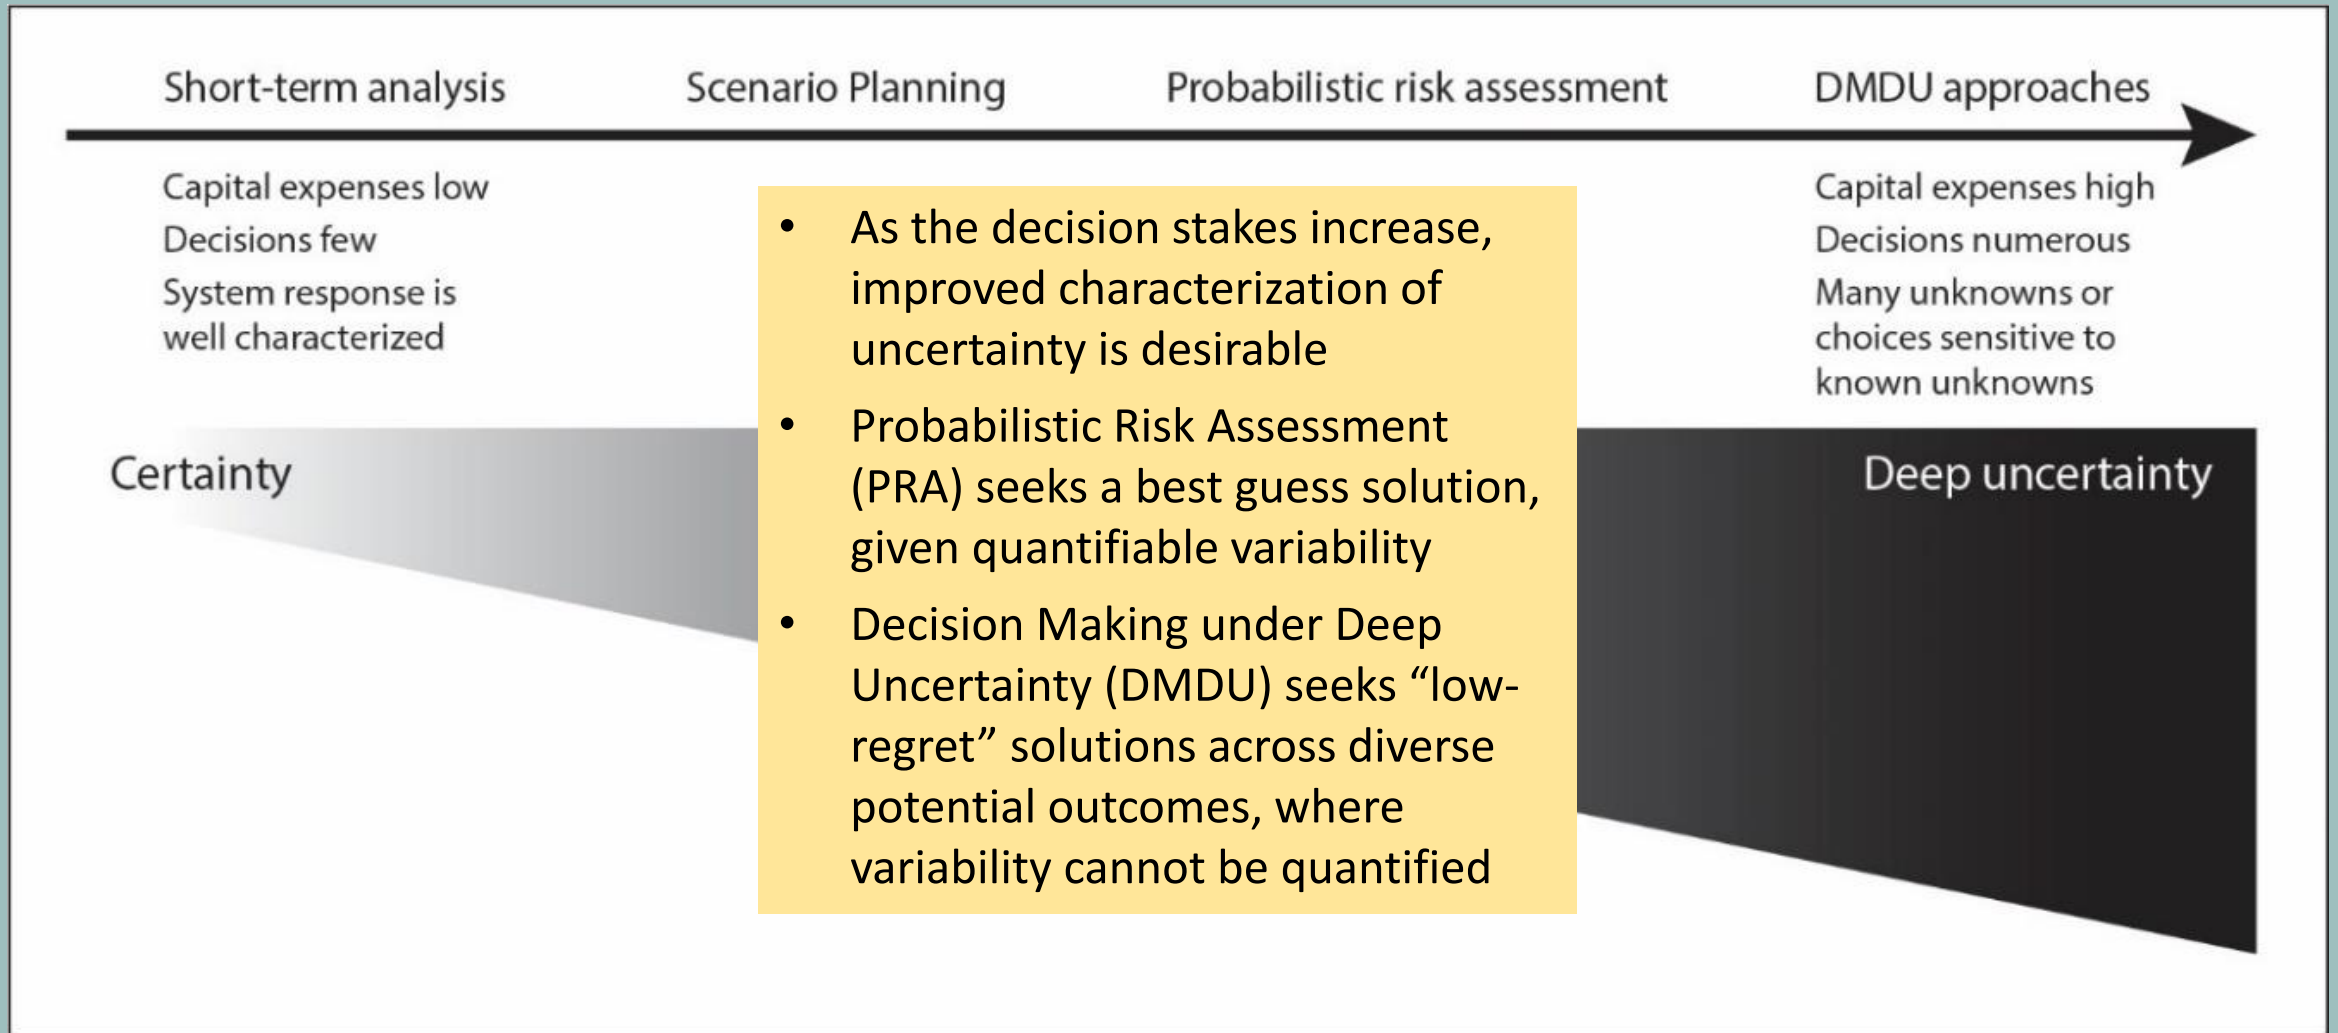 Short-term analysis
Scenario Planning
Probabilistic risk assessment
DMDU approaches
Capital expenses low
Decisions few
System response is
well characterized
• As the decision stakes increase,
improved characterization of
uncertainty is desirable
• Probabilistic Risk Assessment
(PRA) seeks a best guess solution,
given quantifiable variability
• Decision Making under Deep
Uncertainty (DMDU) seeks “low-
regret” solutions across diverse
potential outcomes, where
variability cannot be quantified
Capital expenses high
Decisions numerous
Many unknowns or
choices sensitive to
known unknowns
Certainty
Deep uncertainty